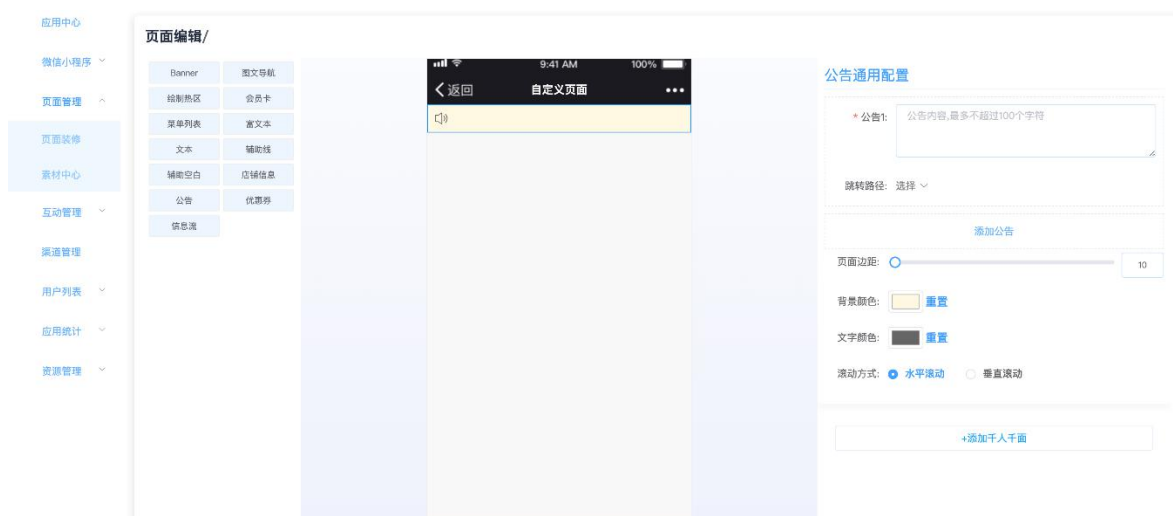 应用中心
微信小程序
页面管理
页面装修
素材中心
互动管理
渠道管理
用户列表
应用统计
资源管理
页面编辑/
Banner 图文导航
绘制热区 会员卡
菜单列表 富文本
文本 辅助线
辅助空白 店铺信息
公告 优惠券
信息流
9:41 AM 100%
返回 自定义页面
公告通用配置
* 公告1: 公告内容,最多不超过100个字符
跳转路径: 选择
添加公告
页面边距: 10
背景颜色: 重置
文字颜色: 重置
滚动方式: 水平滚动 垂直滚动
+添加千人千面